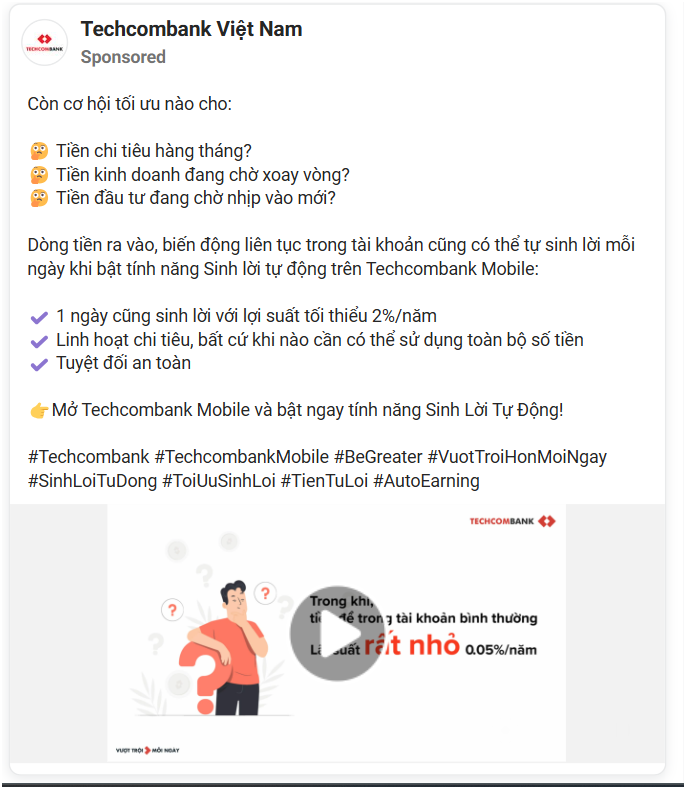 Techcombank Việt Nam
Sponsored
TECHCOMBANK
Còn cơ hội tối ưu nào cho:
🤔 Tiền chi tiêu hàng tháng?
🤔 Tiền kinh doanh đang chờ xoay vòng?
🤔 Tiền đầu tư đang chờ nhịp vào mới?
Dòng tiền ra vào, biến động liên tục trong tài khoản cũng có thể tự sinh lời mỗi
ngày khi bật tính năng Sinh lời tự động trên Techcombank Mobile:
✔ 1 ngày cũng sinh lời với lợi suất tối thiểu 2%/năm
✔ Linh hoạt chi tiêu, bất cứ khi nào cần có thể sử dụng toàn bộ số tiền
✔ Tuyệt đối an toàn
👉Mở Techcombank Mobile và bật ngay tính năng Sinh Lời Tự Động!
#Techcombank #TechcombankMobile #BeGreater #VuotTroiHonMoiNgay
#SinhLoiTuDong #ToiUuSinhLoi #TienTuLoi #AutoEarning
TECHCOMBANK
? ?
Trong khi,
để trong tài khoản bình thường
suất rất nhỏ 0.05%/năm
VƯỢT TRỘI MỖI NGÀY